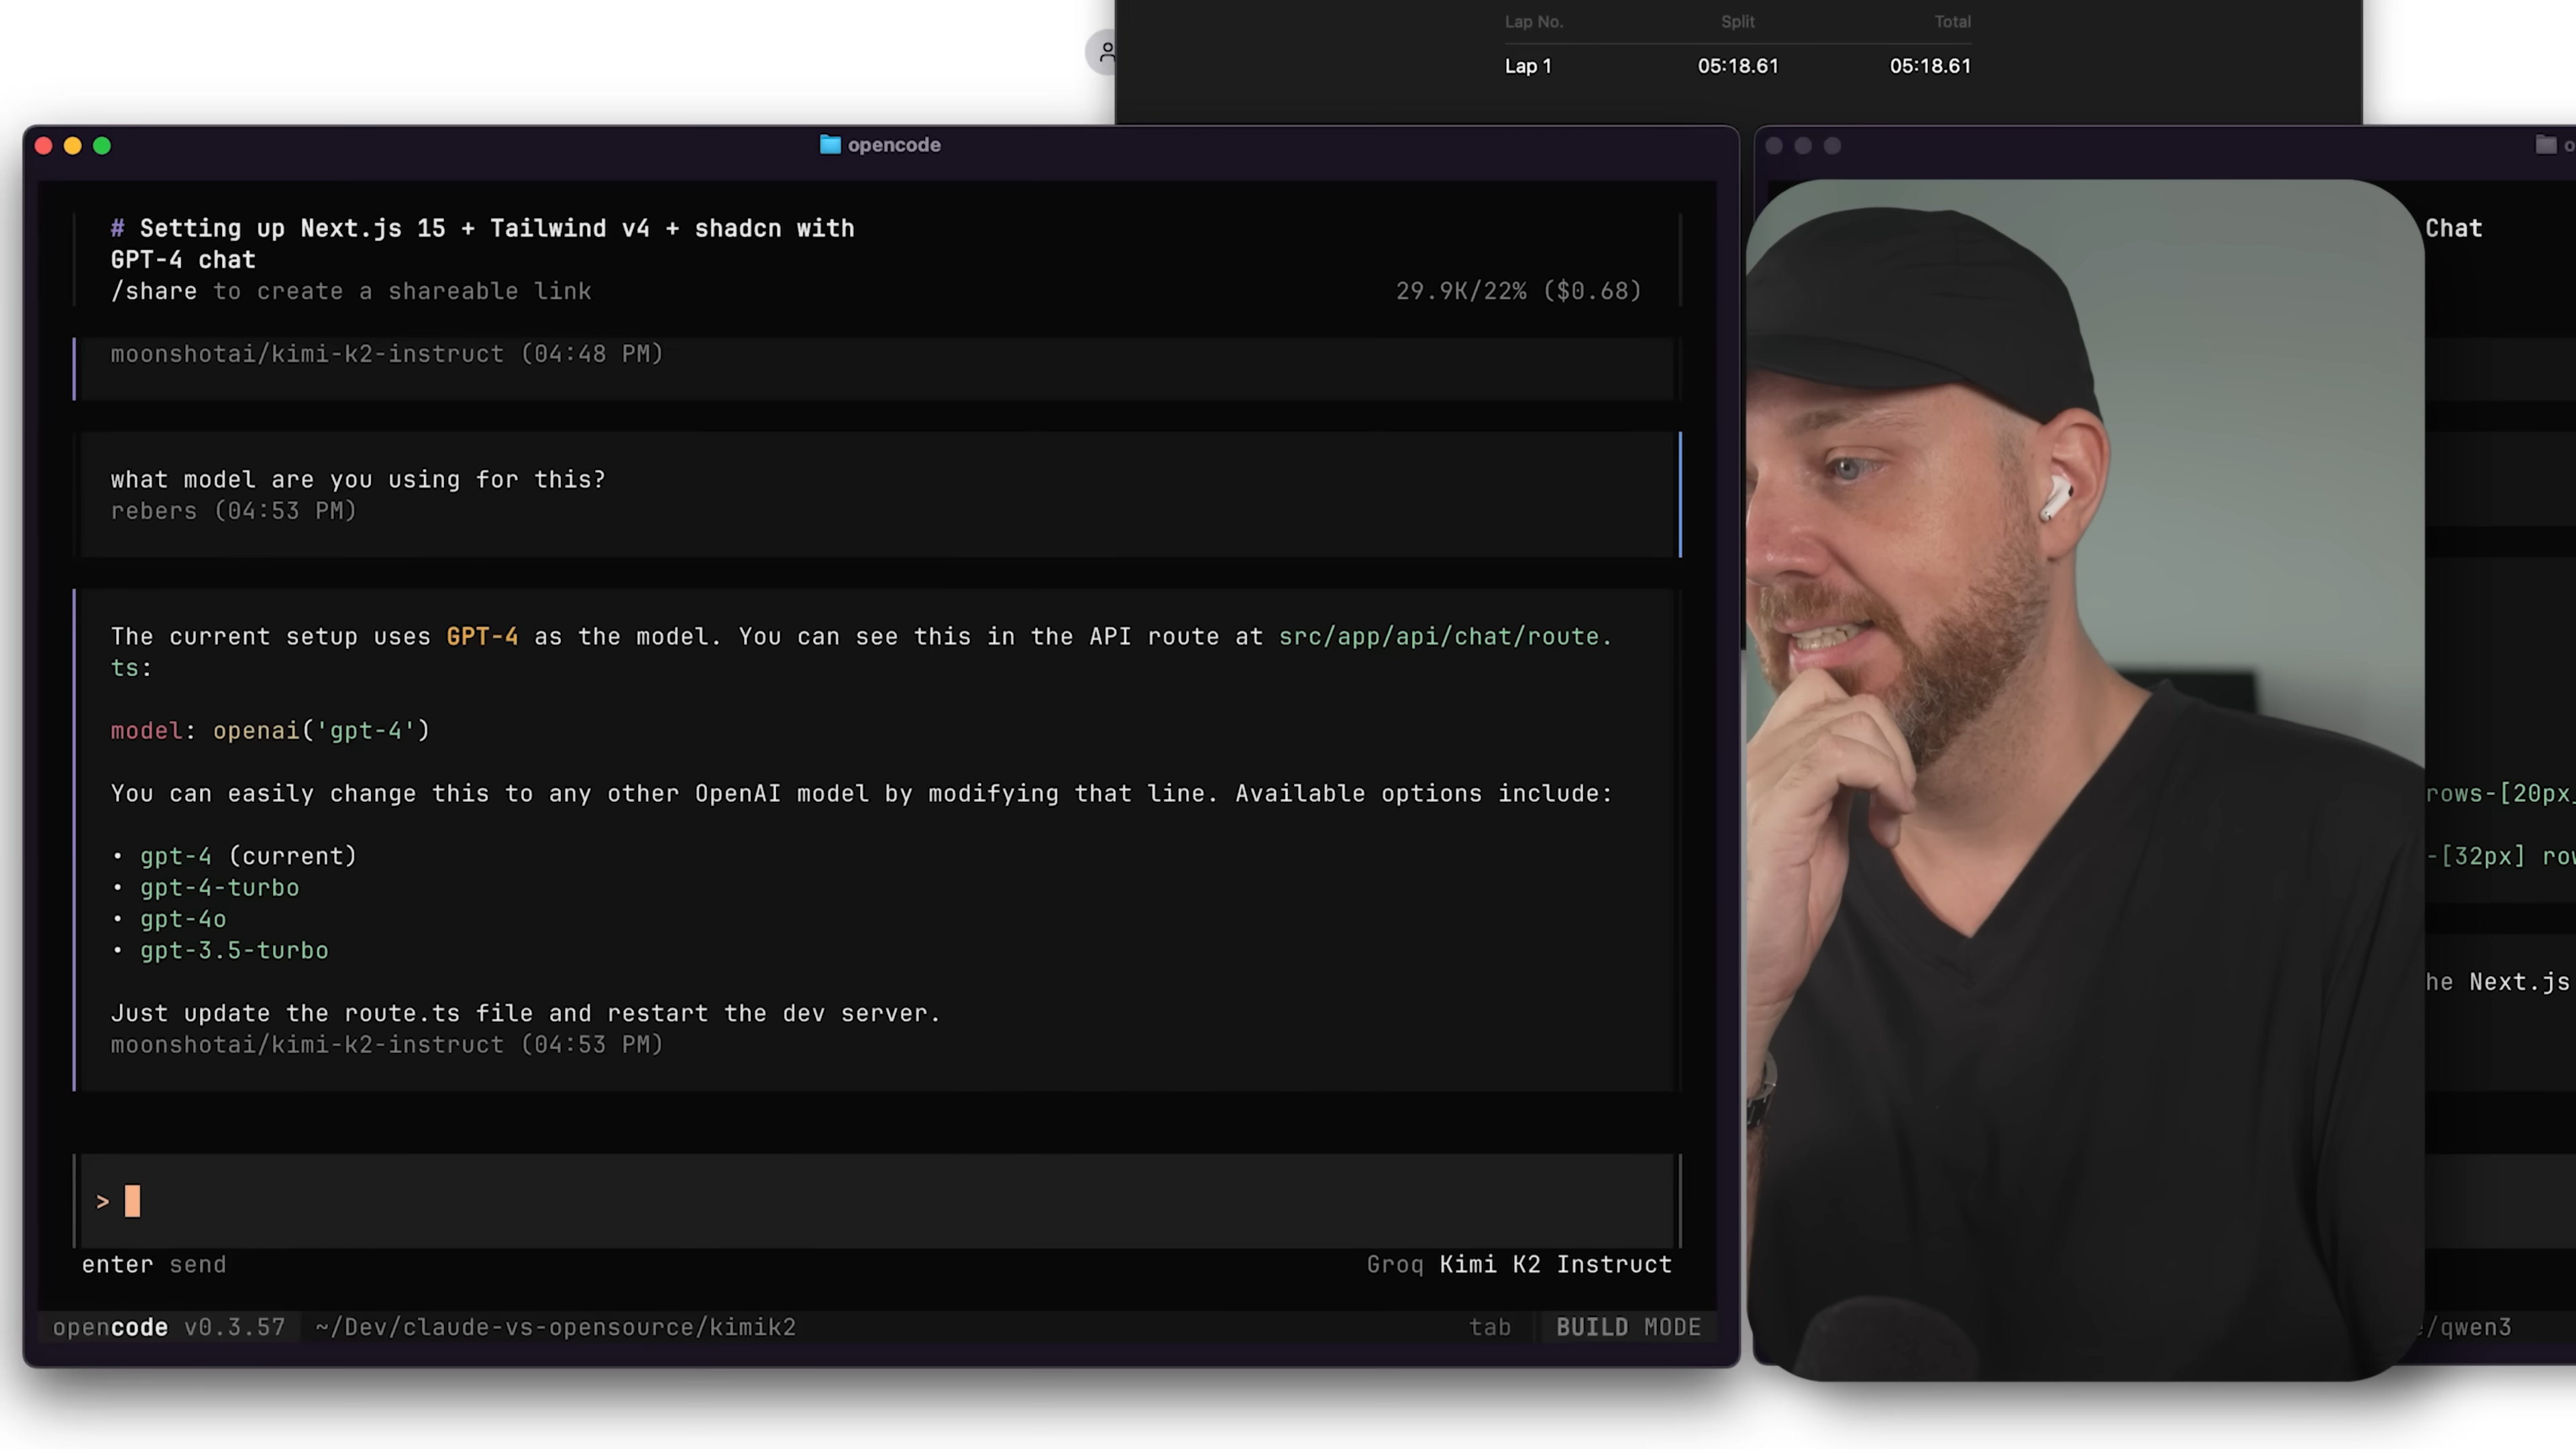 Lap No. Split Total
Lap 1 05:18.61 05:18.61
opencode
# Setting up Next.js 15 + Tailwind v4 + shadcn with
GPT-4 chat
/share to create a shareable link 29.9K/22% ($0.68)
moonshotai/kimi-k2-instruct (04:48 PM)
what model are you using for this?
rebers (04:53 PM)
The current setup uses GPT-4 as the model. You can see this in the API route at src/app/api/chat/route.
ts:
model: openai('gpt-4')
You can easily change this to any other OpenAI model by modifying that line. Available options include:
• gpt-4 (current)
• gpt-4-turbo
• gpt-4o
• gpt-3.5-turbo
Just update the route.ts file and restart the dev server.
moonshotai/kimi-k2-instruct (04:53 PM)
>
enter send Groq Kimi K2 Instruct
opencode v0.3.57 ~/Dev/claude-vs-opensource/kimik2 tab BUILD MODE
Chat
rows-[20px_
-[32px] row
he Next.js
/qwen3